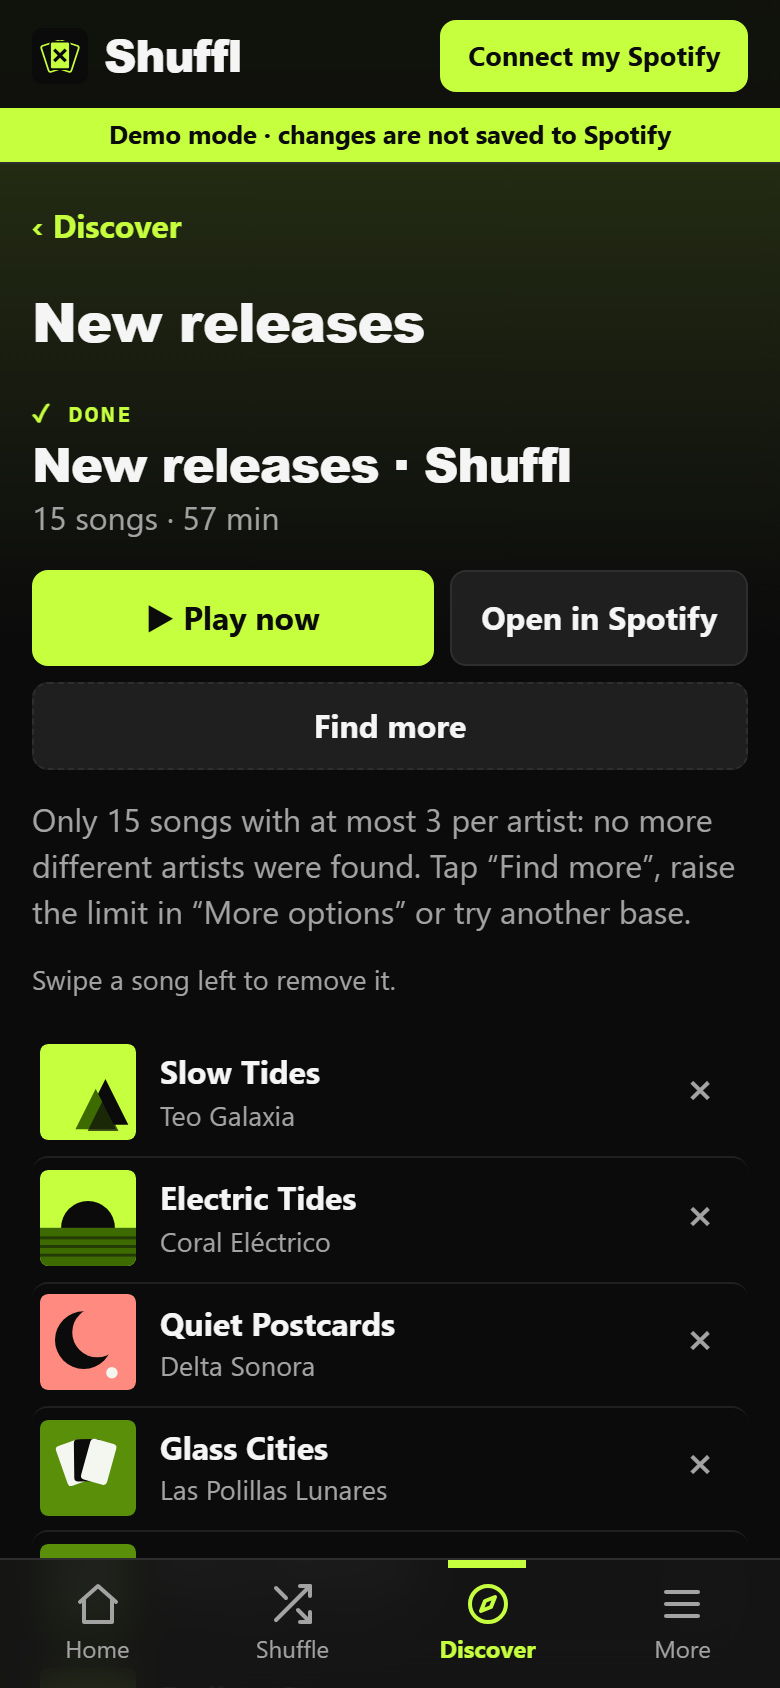 Shuffl
Connect my Spotify
Demo mode · changes are not saved to Spotify
‹ Discover
New releases
✓ DONE
New releases · Shuffl
15 songs · 57 min
▶ Play now
Open in Spotify
Find more
Only 15 songs with at most 3 per artist: no more
different artists were found. Tap “Find more”, raise
the limit in “More options” or try another base.
Swipe a song left to remove it.
Slow Tides
Teo Galaxia
Electric Tides
Coral Eléctrico
Quiet Postcards
Delta Sonora
Glass Cities
Las Polillas Lunares
Home
Shuffle
Discover
More